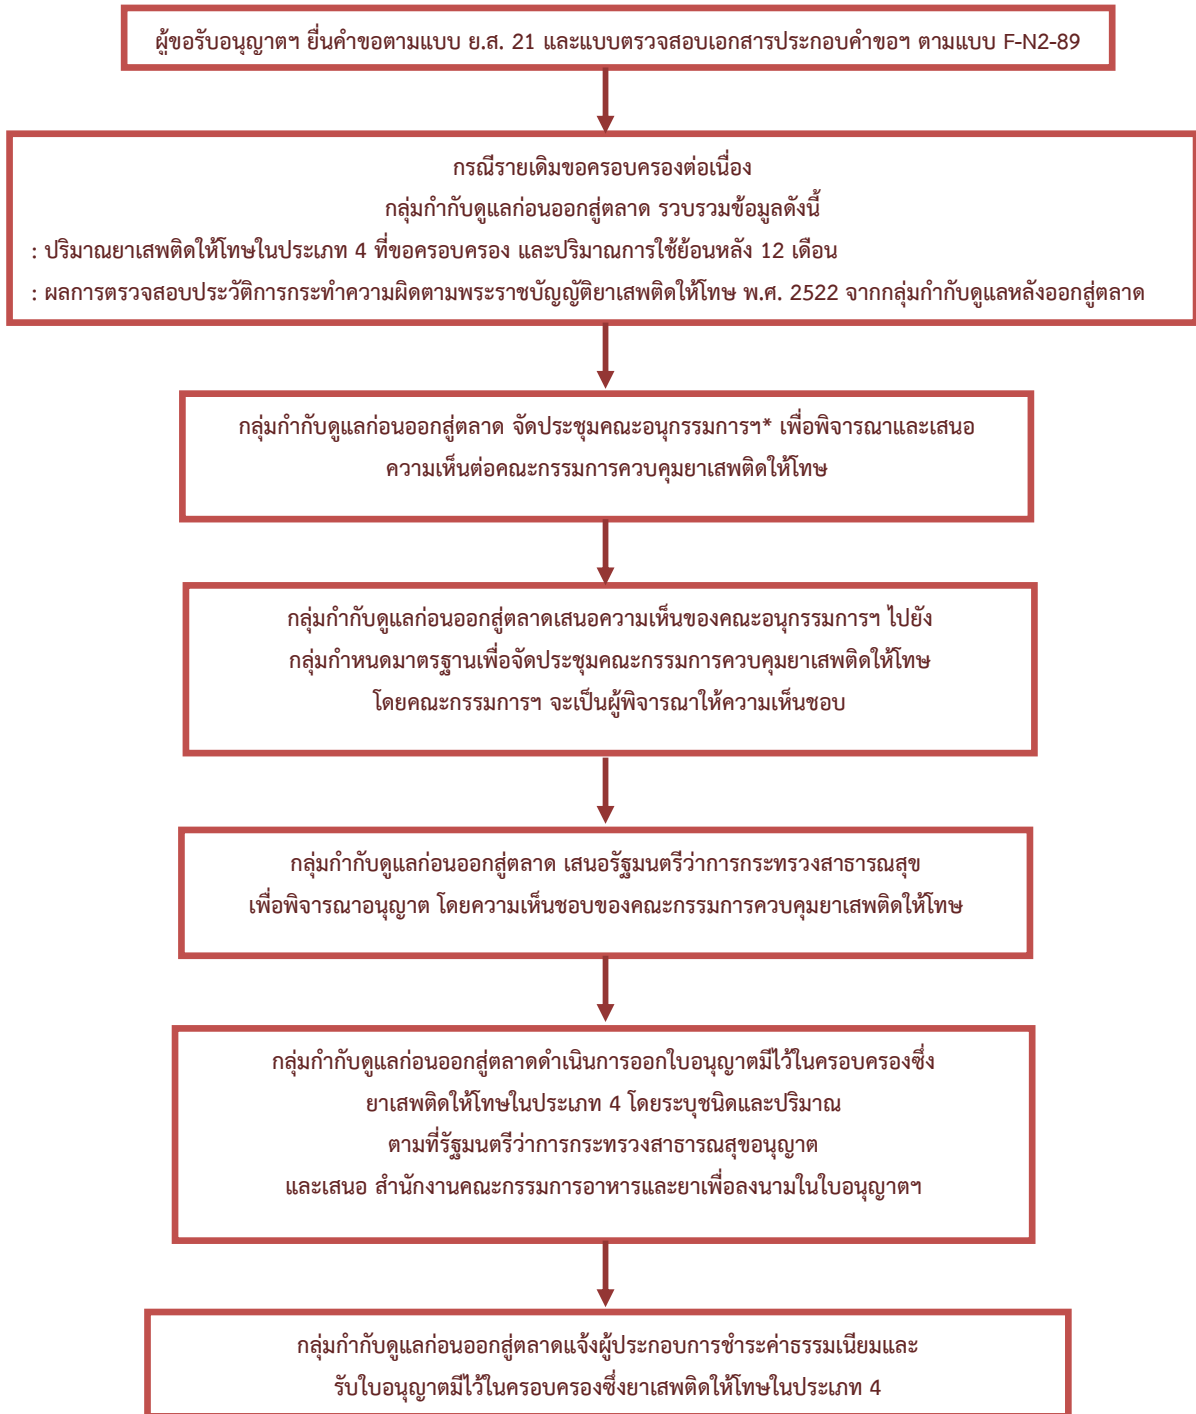 ผู้ขอรับอนุญาตฯ ยื่นคำขอตามแบบ ย.ส. 21 และแบบตรวจสอบเอกสารประกอบคำขอฯ ตามแบบ F-N2-89
กรณีรายเดิมขอครอบครองต่อเนื่อง
กลุ่มกำกับดูแลก่อนออกสู่ตลาด รวบรวมข้อมูลดังนี้
: ปริมาณยาเสพติดให้โทษในประเภท 4 ที่ขอครอบครอง และปริมาณการใช้ย้อนหลัง 12 เดือน
: ผลการตรวจสอบประวัติการกระทำความผิดตามพระราชบัญญัติยาเสพติดให้โทษ พ.ศ. 2522 จากกลุ่มกำกับดูแลหลังออกสู่ตลาด
กลุ่มกำกับดูแลก่อนออกสู่ตลาด จัดประชุมคณะอนุกรรมการฯ* เพื่อพิจารณาและเสนอ
ความเห็นต่อคณะกรรมการควบคุมยาเสพติดให้โทษ
กลุ่มกำกับดูแลก่อนออกสู่ตลาดเสนอความเห็นของคณะอนุกรรมการฯ ไปยัง
กลุ่มกำหนดมาตรฐานเพื่อจัดประชุมคณะกรรมการควบคุมยาเสพติดให้โทษ
โดยคณะกรรมการฯ จะเป็นผู้พิจารณาให้ความเห็นชอบ
กลุ่มกำกับดูแลก่อนออกสู่ตลาด เสนอรัฐมนตรีว่าการกระทรวงสาธารณสุข
เพื่อพิจารณาอนุญาต โดยความเห็นชอบของคณะกรรมการควบคุมยาเสพติดให้โทษ
กลุ่มกำกับดูแลก่อนออกสู่ตลาดดำเนินการออกใบอนุญาตมีไว้ในครอบครองซึ่ง
ยาเสพติดให้โทษในประเภท 4 โดยระบุชนิดและปริมาณ
ตามที่รัฐมนตรีว่าการกระทรวงสาธารณสุขอนุญาต
และเสนอ สำนักงานคณะกรรมการอาหารและยาเพื่อลงนามในใบอนุญาตฯ
กลุ่มกำกับดูแลก่อนออกสู่ตลาดแจ้งผู้ประกอบการชำระค่าธรรมเนียมและ
รับใบอนุญาตมีไว้ในครอบครองซึ่งยาเสพติดให้โทษในประเภท 4